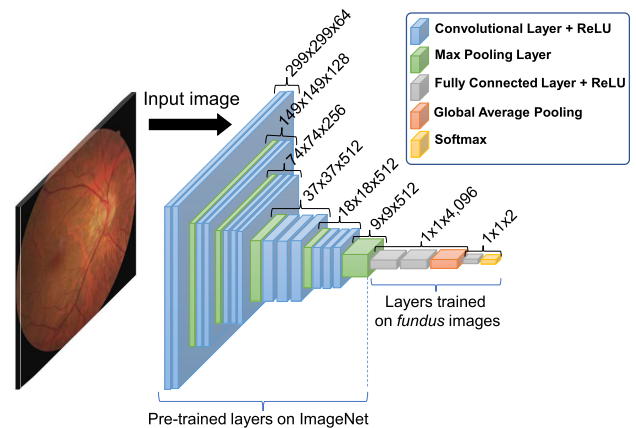 Convolutional Layer + ReLU
Max Pooling Layer
Fully Connected Layer + ReLU
Global Average Pooling
Softmax
Input image
299x299x64
149x149x128
74x74x256
37x37x512
18x18x512
9x9x512
1x1x4,096
1x1x2
Layers trained
on fundus images
Pre-trained layers on ImageNet